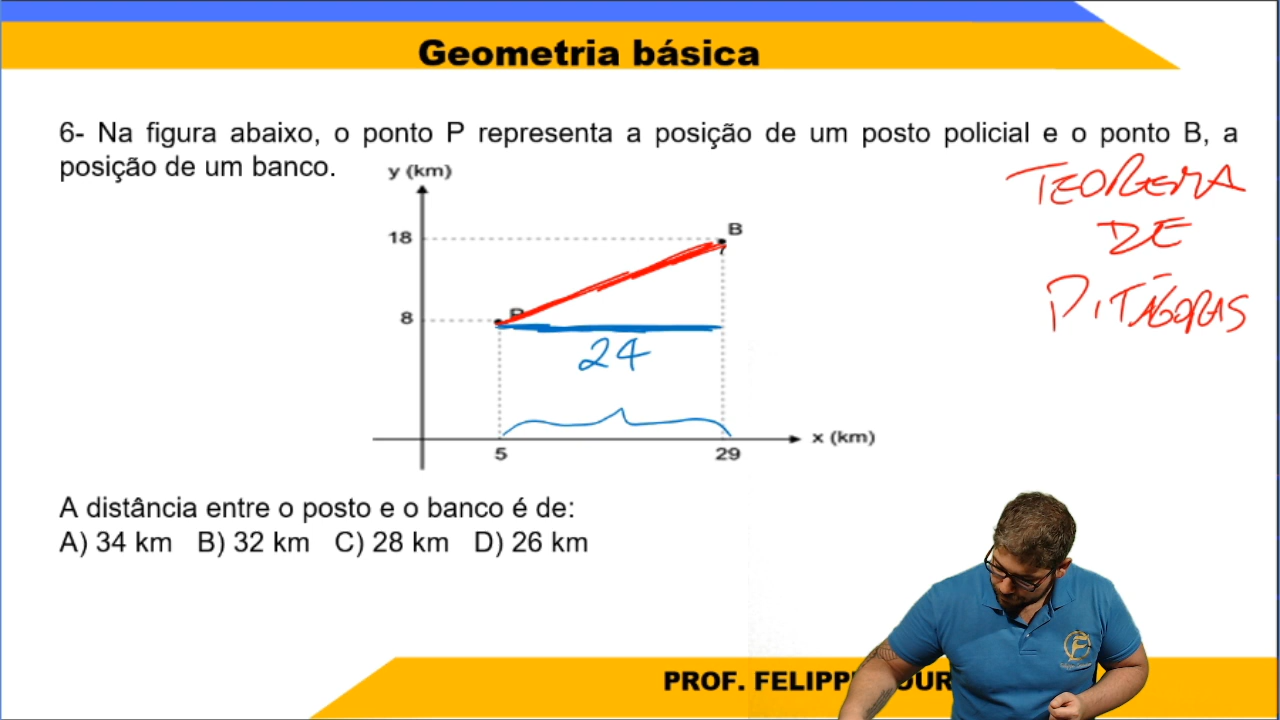 Geometria básica
6- Na figura abaixo, o ponto P representa a posição de um posto policial e o ponto B, a
posição de um banco.
y (km)
TEOREMA
DE
PITÁGORAS
B
18
P
8
24
x (km)
5
29
A distância entre o posto e o banco é de:
A) 34 km B) 32 km C) 28 km D) 26 km
PROF. FELIPP